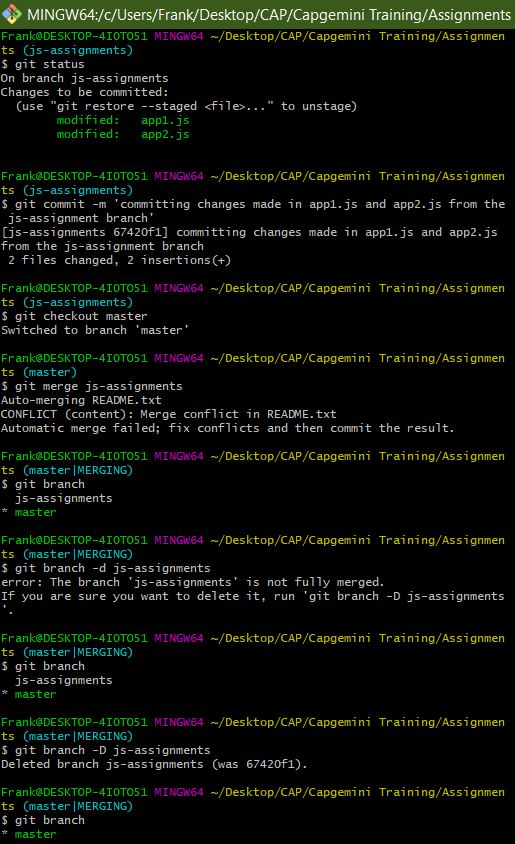 MINGW64:/c/Users/Frank/Desktop/CAP/Capgemini Training/Assignments
Frank@DESKTOP-4IOTO51 MINGW64 ~/Desktop/CAP/Capgemini Training/Assignmen
ts (js-assignments)
$ git status
On branch js-assignments
Changes to be committed:
  (use "git restore --staged <file>..." to unstage)
        modified:   app1.js
        modified:   app2.js
Frank@DESKTOP-4IOTO51 MINGW64 ~/Desktop/CAP/Capgemini Training/Assignmen
ts (js-assignments)
$ git commit -m 'committing changes made in app1.js and app2.js from the
 js-assignment branch'
[js-assignments 67420f1] committing changes made in app1.js and app2.js
from the js-assignment branch
 2 files changed, 2 insertions(+)
Frank@DESKTOP-4IOTO51 MINGW64 ~/Desktop/CAP/Capgemini Training/Assignmen
ts (js-assignments)
$ git checkout master
Switched to branch 'master'
Frank@DESKTOP-4IOTO51 MINGW64 ~/Desktop/CAP/Capgemini Training/Assignmen
ts (master)
$ git merge js-assignments
Auto-merging README.txt
CONFLICT (content): Merge conflict in README.txt
Automatic merge failed; fix conflicts and then commit the result.
Frank@DESKTOP-4IOTO51 MINGW64 ~/Desktop/CAP/Capgemini Training/Assignmen
ts (master|MERGING)
$ git branch
  js-assignments
* master
Frank@DESKTOP-4IOTO51 MINGW64 ~/Desktop/CAP/Capgemini Training/Assignmen
ts (master|MERGING)
$ git branch -d js-assignments
error: The branch 'js-assignments' is not fully merged.
If you are sure you want to delete it, run 'git branch -D js-assignments
'.
Frank@DESKTOP-4IOTO51 MINGW64 ~/Desktop/CAP/Capgemini Training/Assignmen
ts (master|MERGING)
$ git branch
  js-assignments
* master
Frank@DESKTOP-4IOTO51 MINGW64 ~/Desktop/CAP/Capgemini Training/Assignmen
ts (master|MERGING)
$ git branch -D js-assignments
Deleted branch js-assignments (was 67420f1).
Frank@DESKTOP-4IOTO51 MINGW64 ~/Desktop/CAP/Capgemini Training/Assignmen
ts (master|MERGING)
$ git branch
* master